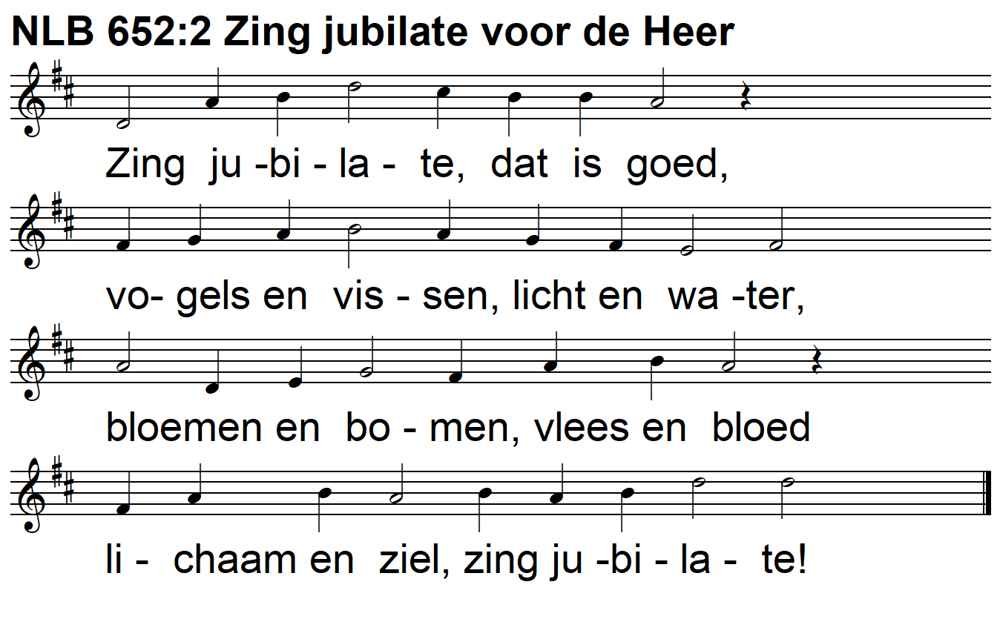 NLB 652:2 Zing jubilate voor de Heer
Zing ju -bi - la - te, dat is goed,
vo- gels en vis - sen, licht en wa -ter,
bloemen en bo - men, vlees en bloed
li - chaam en ziel, zing ju -bi - la - te!